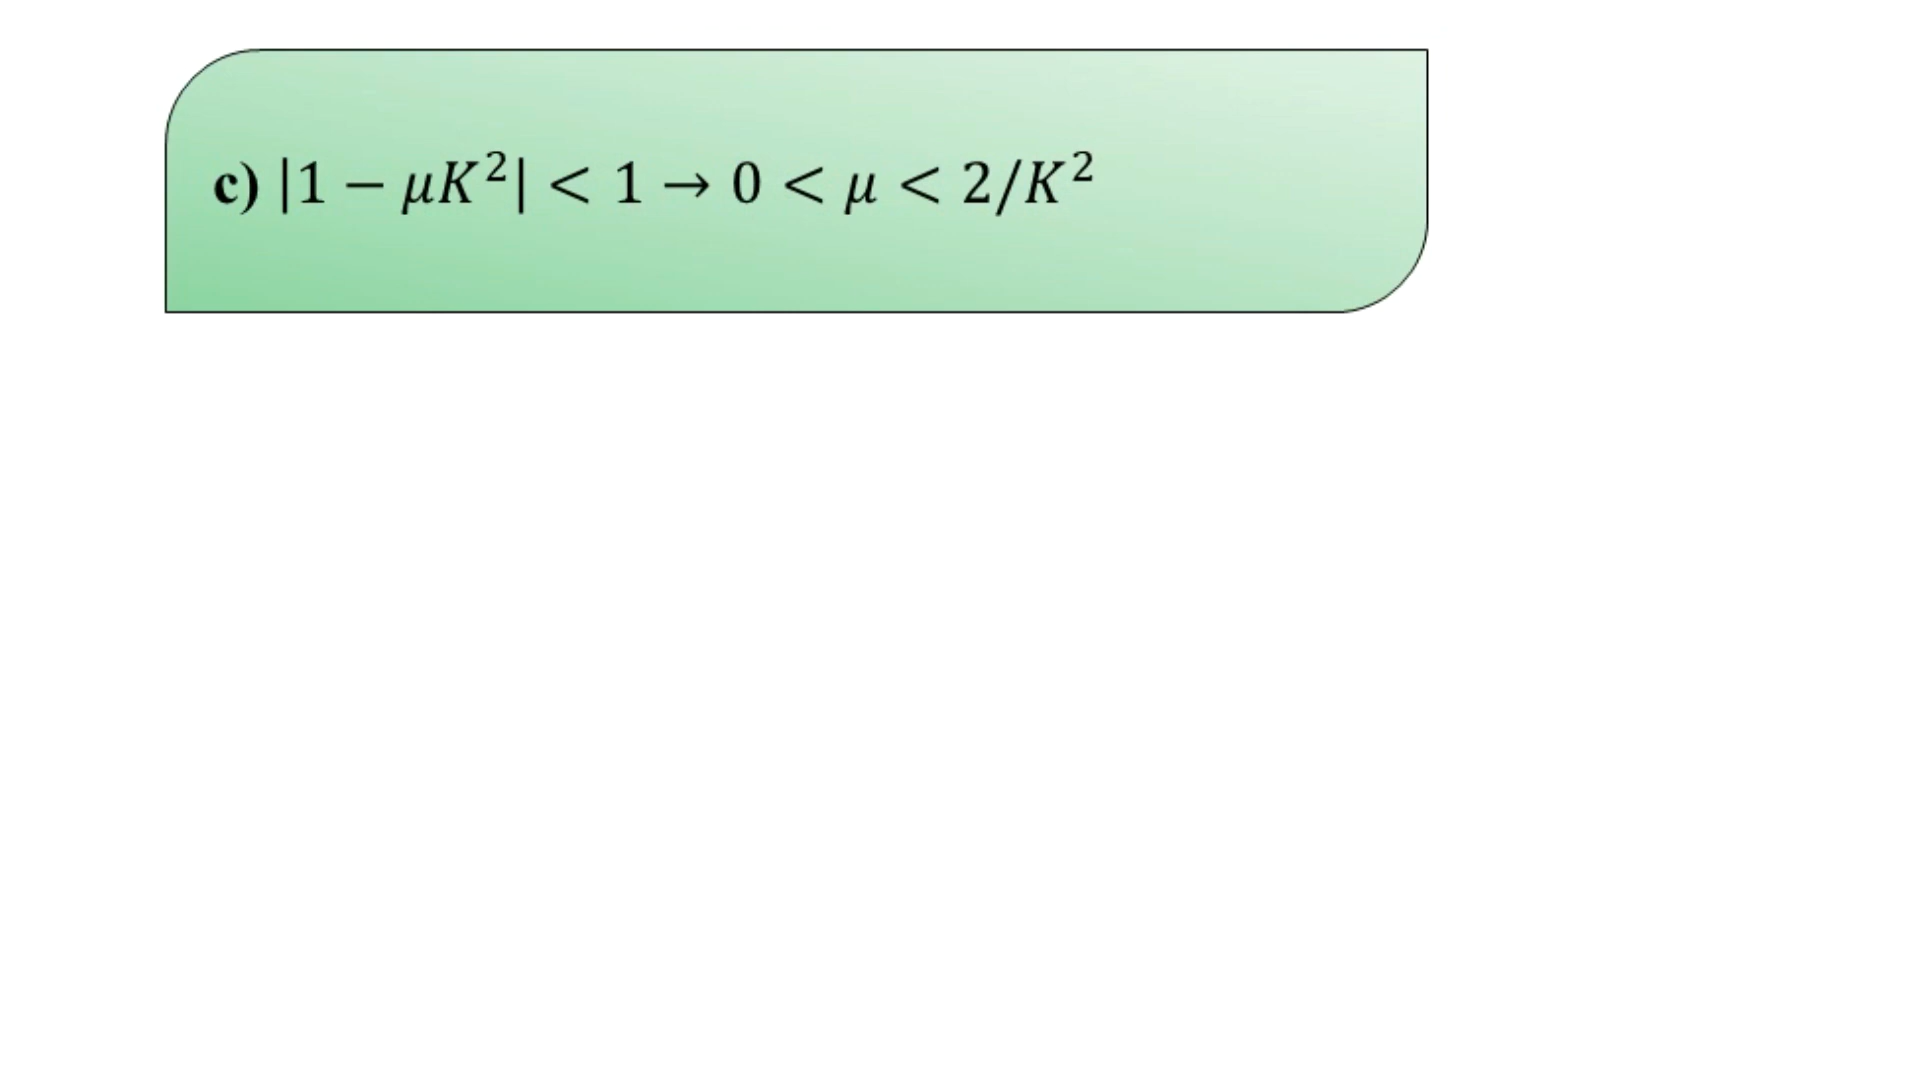 c) |1 − μK²| < 1 → 0 < μ < 2/K²